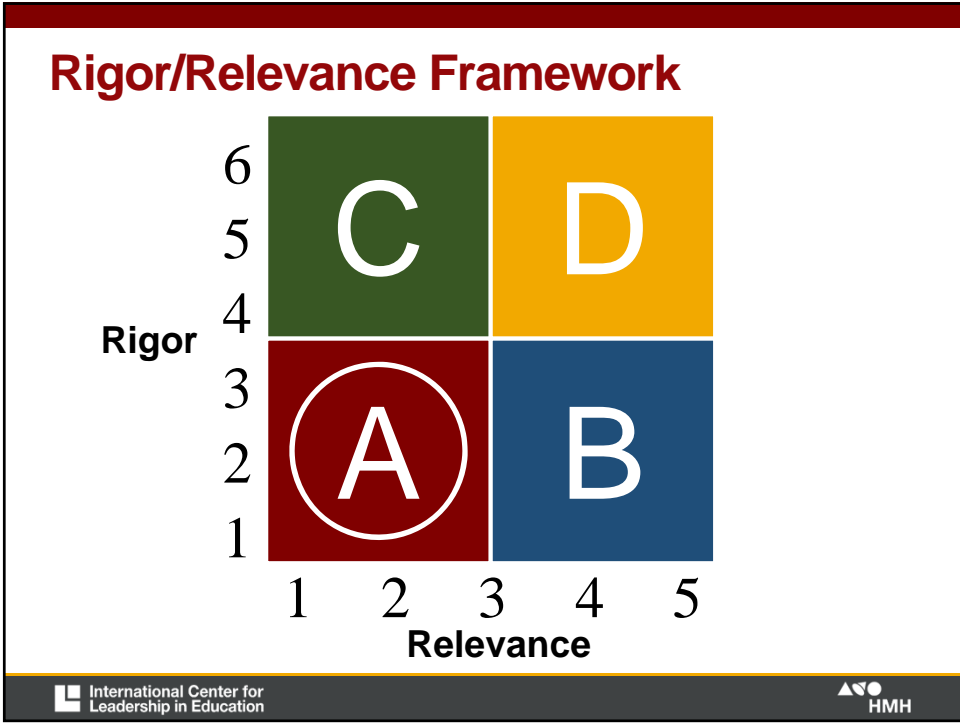 Rigor/Relevance Framework
6
C
D
5
4
Rigor
3
A
B
2
1
1 2 3 4 5
Relevance
International Center for
Leadership in Education
HMH